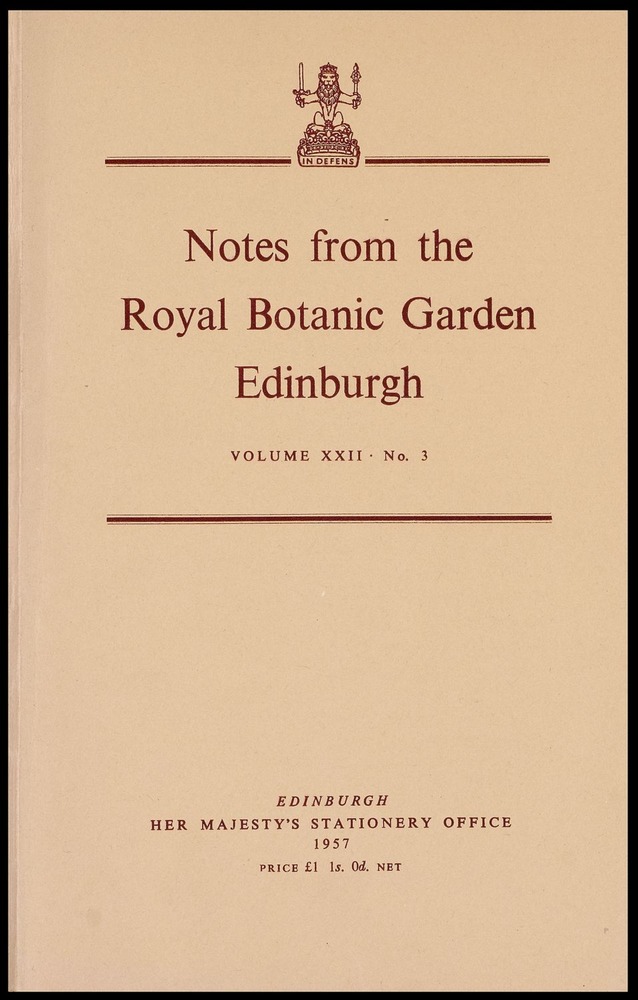 IN DEFENS
Notes from the
Royal Botanic Garden
Edinburgh
VOLUME XXII · No. 3
EDINBURGH
HER MAJESTY'S STATIONERY OFFICE
1957
PRICE £1 1s. 0d. NET